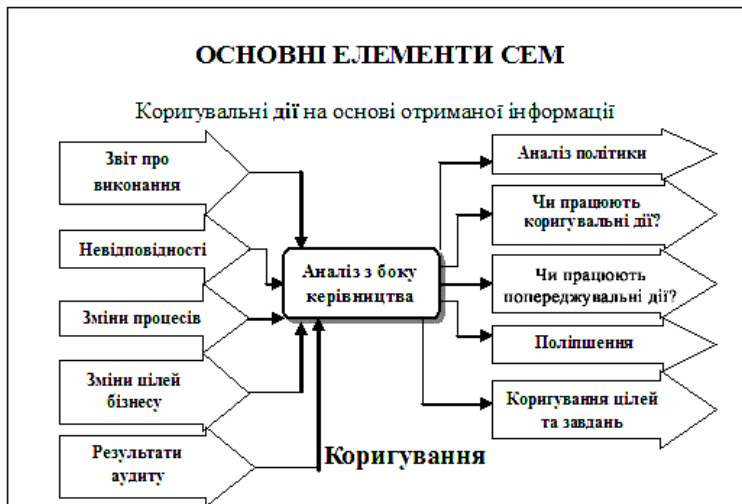 ОСНОВНІ ЕЛЕМЕНТИ СЕМ
Коригувальні дії на основі отриманої інформації
Звіт про
виконання
Невідповідності
Зміни процесів
Зміни цілей
бізнесу
Результати
аудиту
Аналіз з боку
керівництва
Аналіз політики
Чи працюють
коригувальні дії?
Чи працюють
попереджувальні дії?
Поліпшення
Коригування цілей
та завдань
Коригування